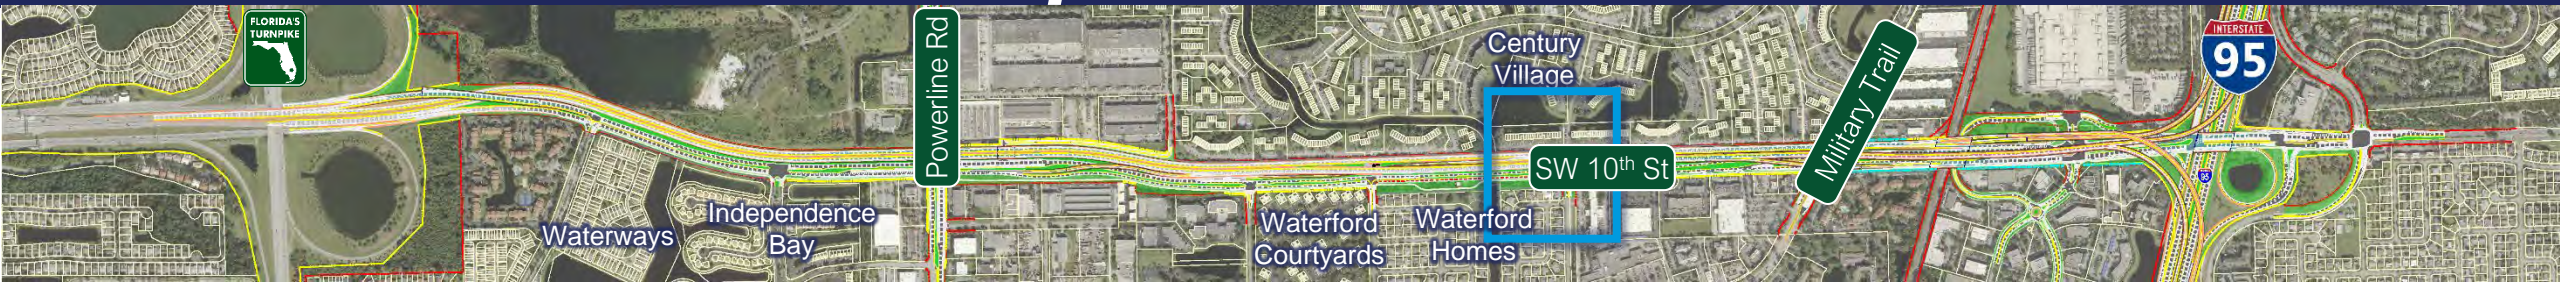 FLORIDA'S
TURNPIKE
Waterways
Independence
Bay
Powerline Rd
Waterford
Courtyards
Waterford
Homes
Century
Village
SW 10th St
Military Trail
INTERSTATE
95
95